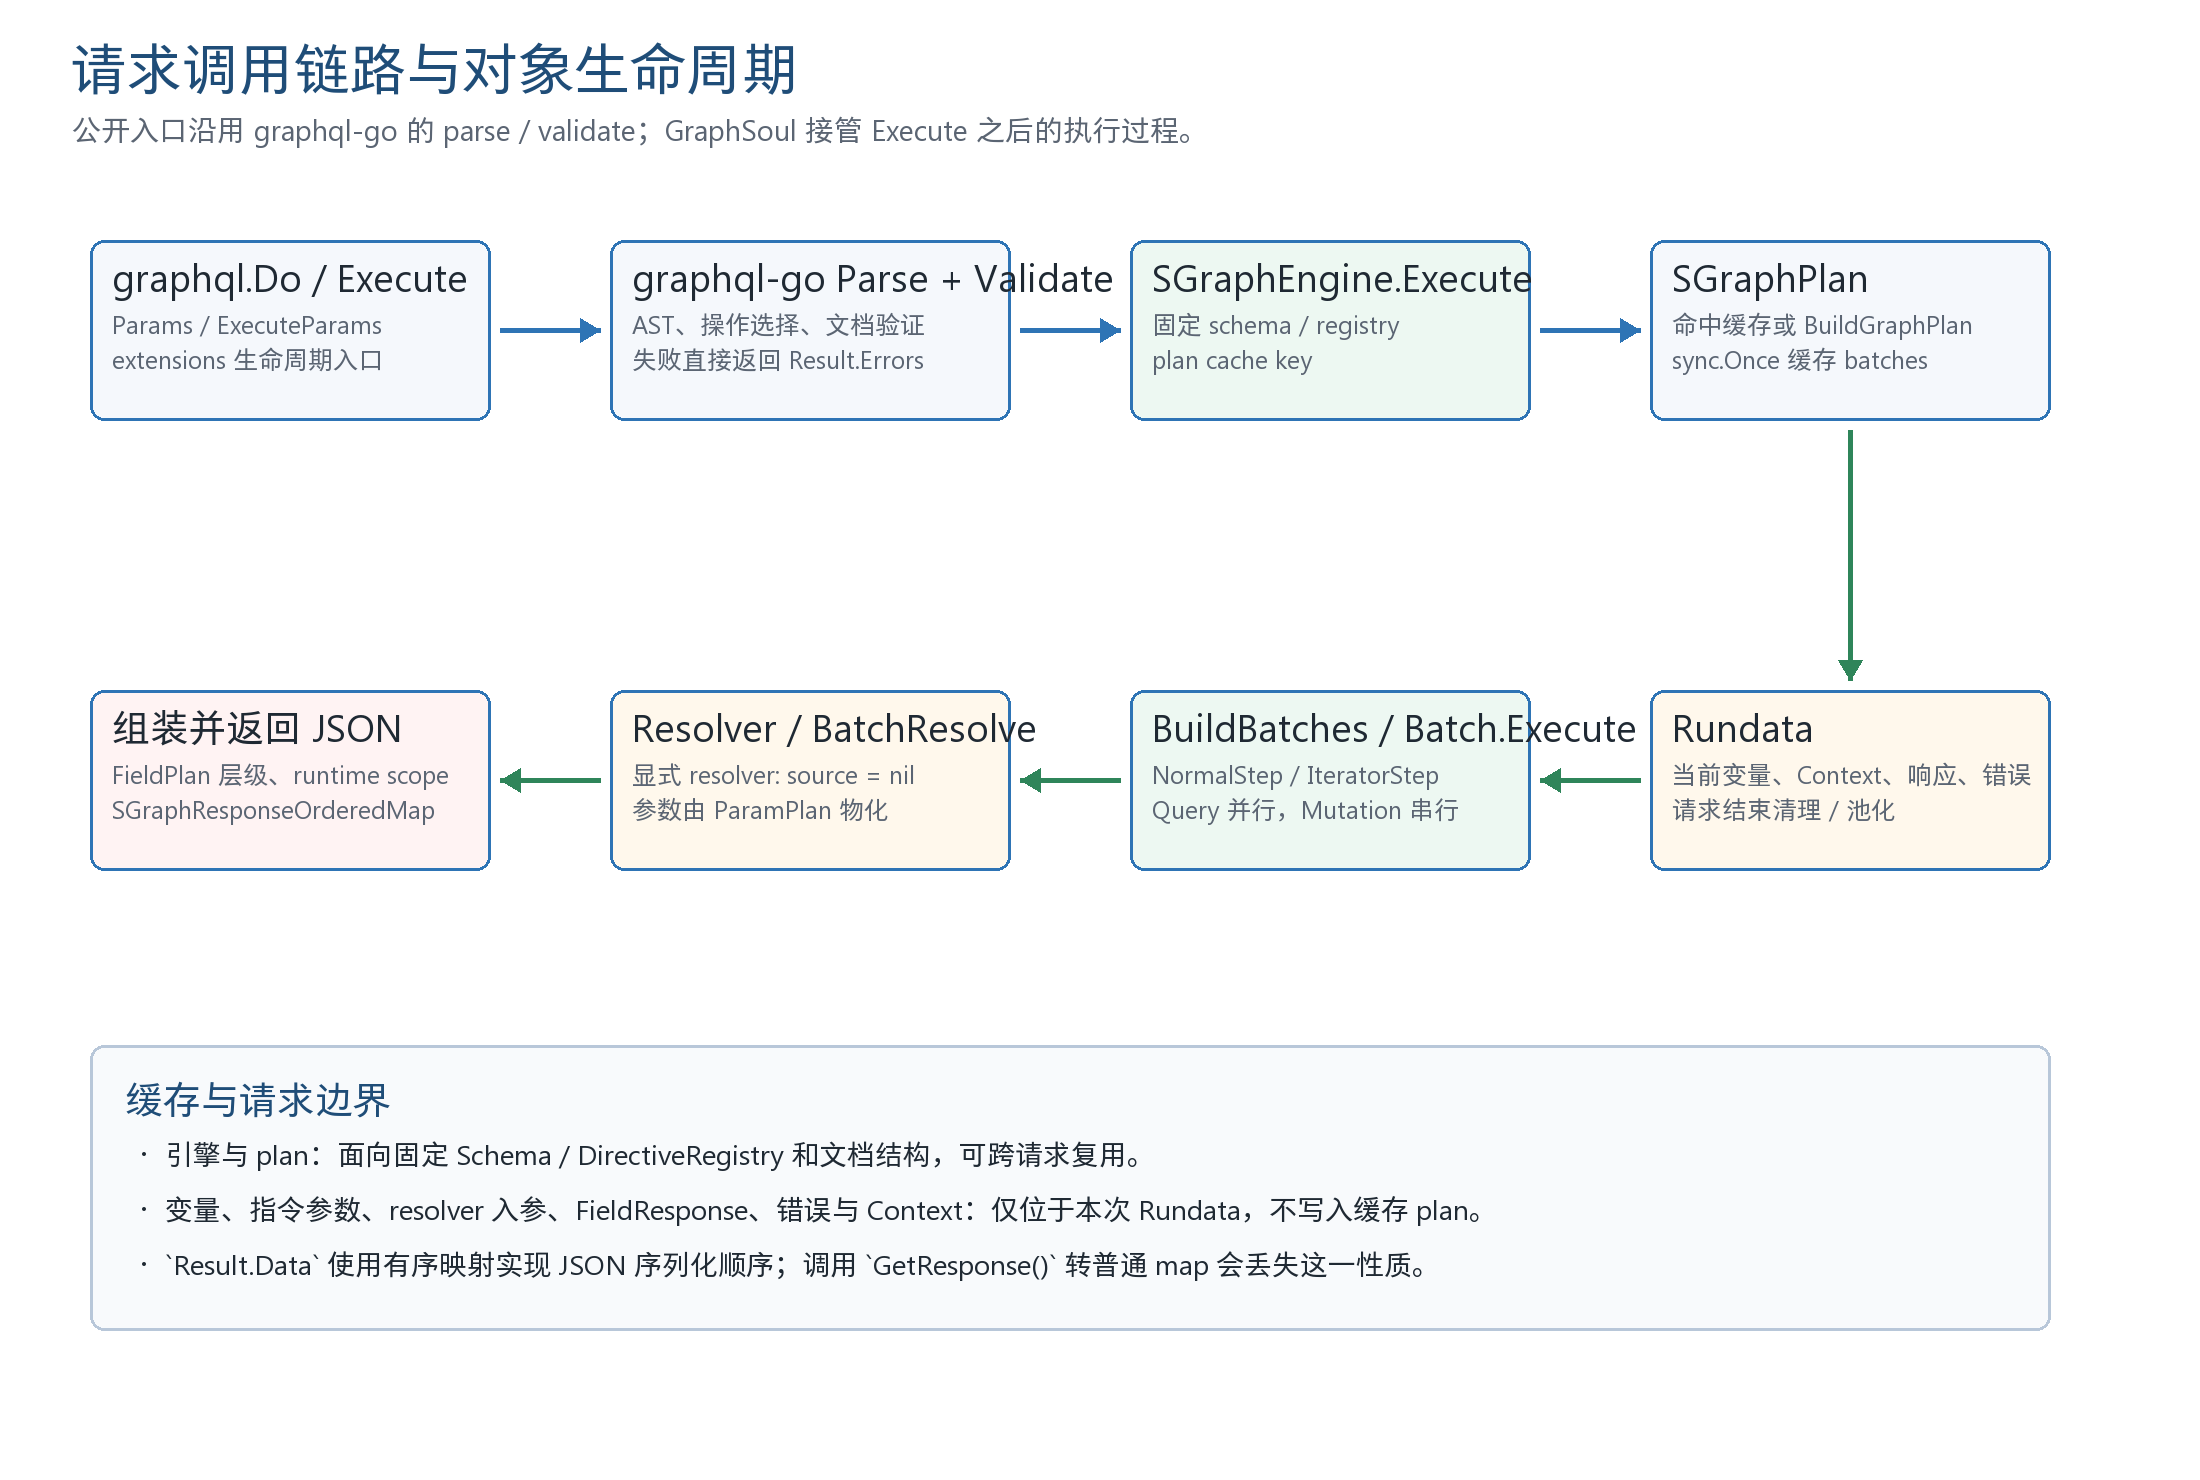 请求调用链路与对象生命周期
公开入口沿用 graphql-go 的 parse / validate；GraphSoul 接管 Execute 之后的执行过程。
graphql.Do / Execute
Params / ExecuteParams
extensions 生命周期入口
graphql-go Parse + Validate
AST、操作选择、文档验证
失败直接返回 Result.Errors
SGraphEngine.Execute
固定 schema / registry
plan cache key
SGraphPlan
命中缓存或 BuildGraphPlan
sync.Once 缓存 batches
组装并返回 JSON
FieldPlan 层级、runtime scope
SGraphResponseOrderedMap
Resolver / BatchResolve
显式 resolver: source = nil
参数由 ParamPlan 物化
BuildBatches / Batch.Execute
NormalStep / IteratorStep
Query 并行，Mutation 串行
Rundata
当前变量、Context、响应、错误
请求结束清理 / 池化
缓存与请求边界
· 引擎与 plan：面向固定 Schema / DirectiveRegistry 和文档结构，可跨请求复用。
· 变量、指令参数、resolver 入参、FieldResponse、错误与 Context：仅位于本次 Rundata，不写入缓存 plan。
· `Result.Data` 使用有序映射实现 JSON 序列化顺序；调用 `GetResponse()` 转普通 map 会丢失这一性质。